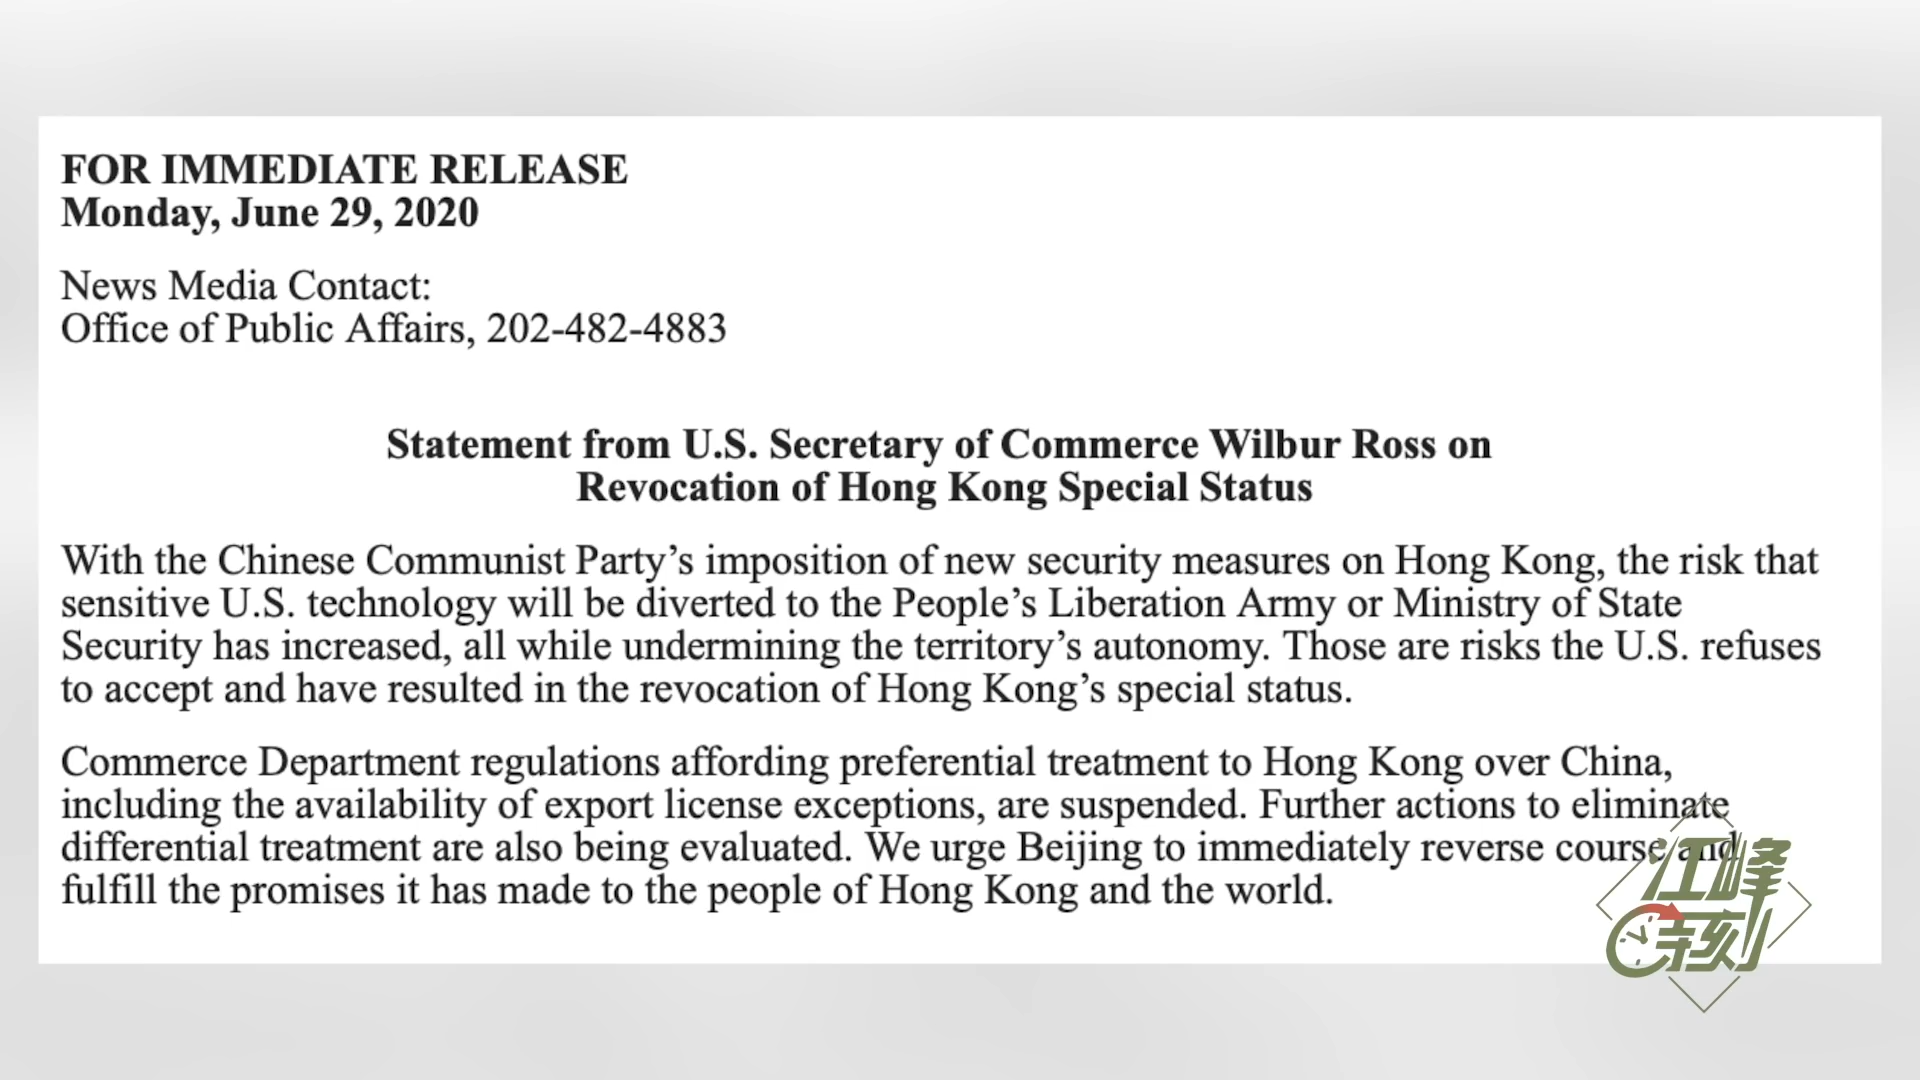 FOR IMMEDIATE RELEASE
Monday, June 29, 2020
News Media Contact:
Office of Public Affairs, 202-482-4883
Statement from U.S. Secretary of Commerce Wilbur Ross on
Revocation of Hong Kong Special Status
With the Chinese Communist Party’s imposition of new security measures on Hong Kong, the risk that
sensitive U.S. technology will be diverted to the People’s Liberation Army or Ministry of State
Security has increased, all while undermining the territory’s autonomy. Those are risks the U.S. refuses
to accept and have resulted in the revocation of Hong Kong’s special status.
Commerce Department regulations affording preferential treatment to Hong Kong over China,
including the availability of export license exceptions, are suspended. Further actions to eliminate
differential treatment are also being evaluated. We urge Beijing to immediately reverse course and
fulfill the promises it has made to the people of Hong Kong and the world.
江峰
时刻